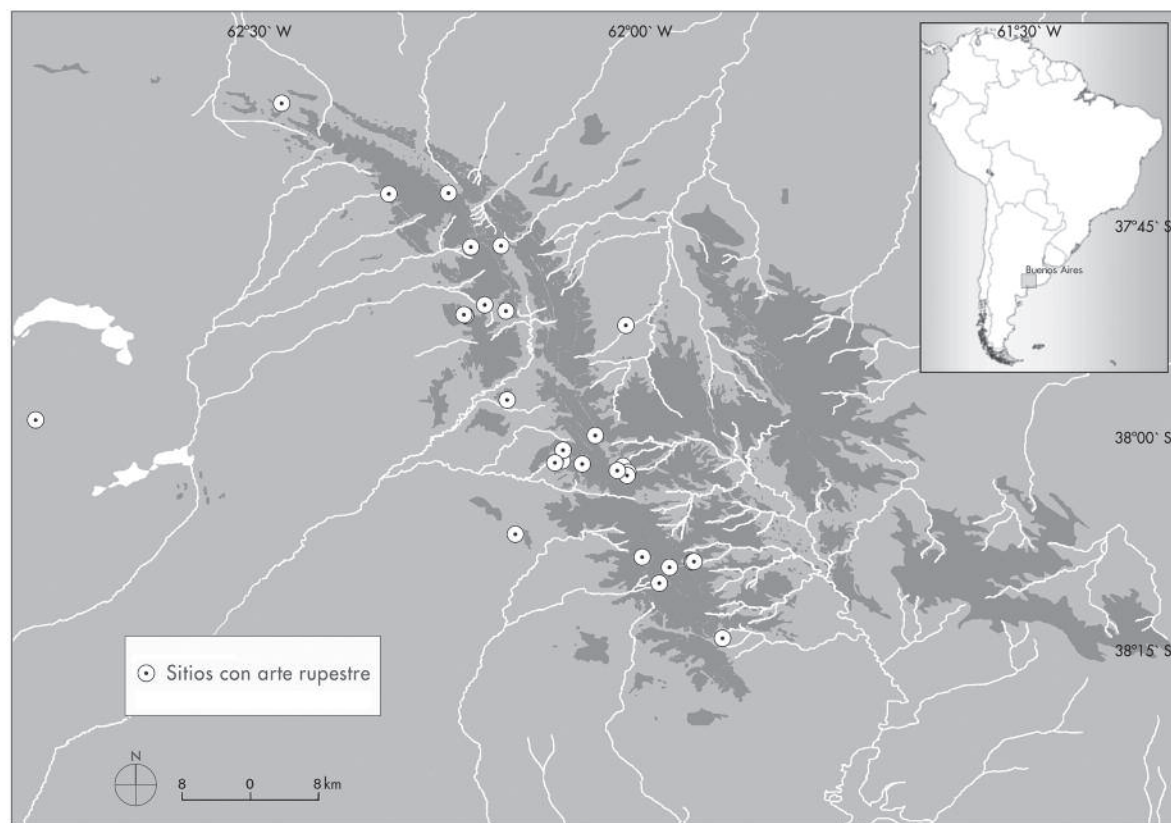 62°30` W
62°00` W
61°30` W
37°45` S
Buenos Aires
38°00` S
38°15` S
Sitios con arte rupestre
N
8 0 8 km